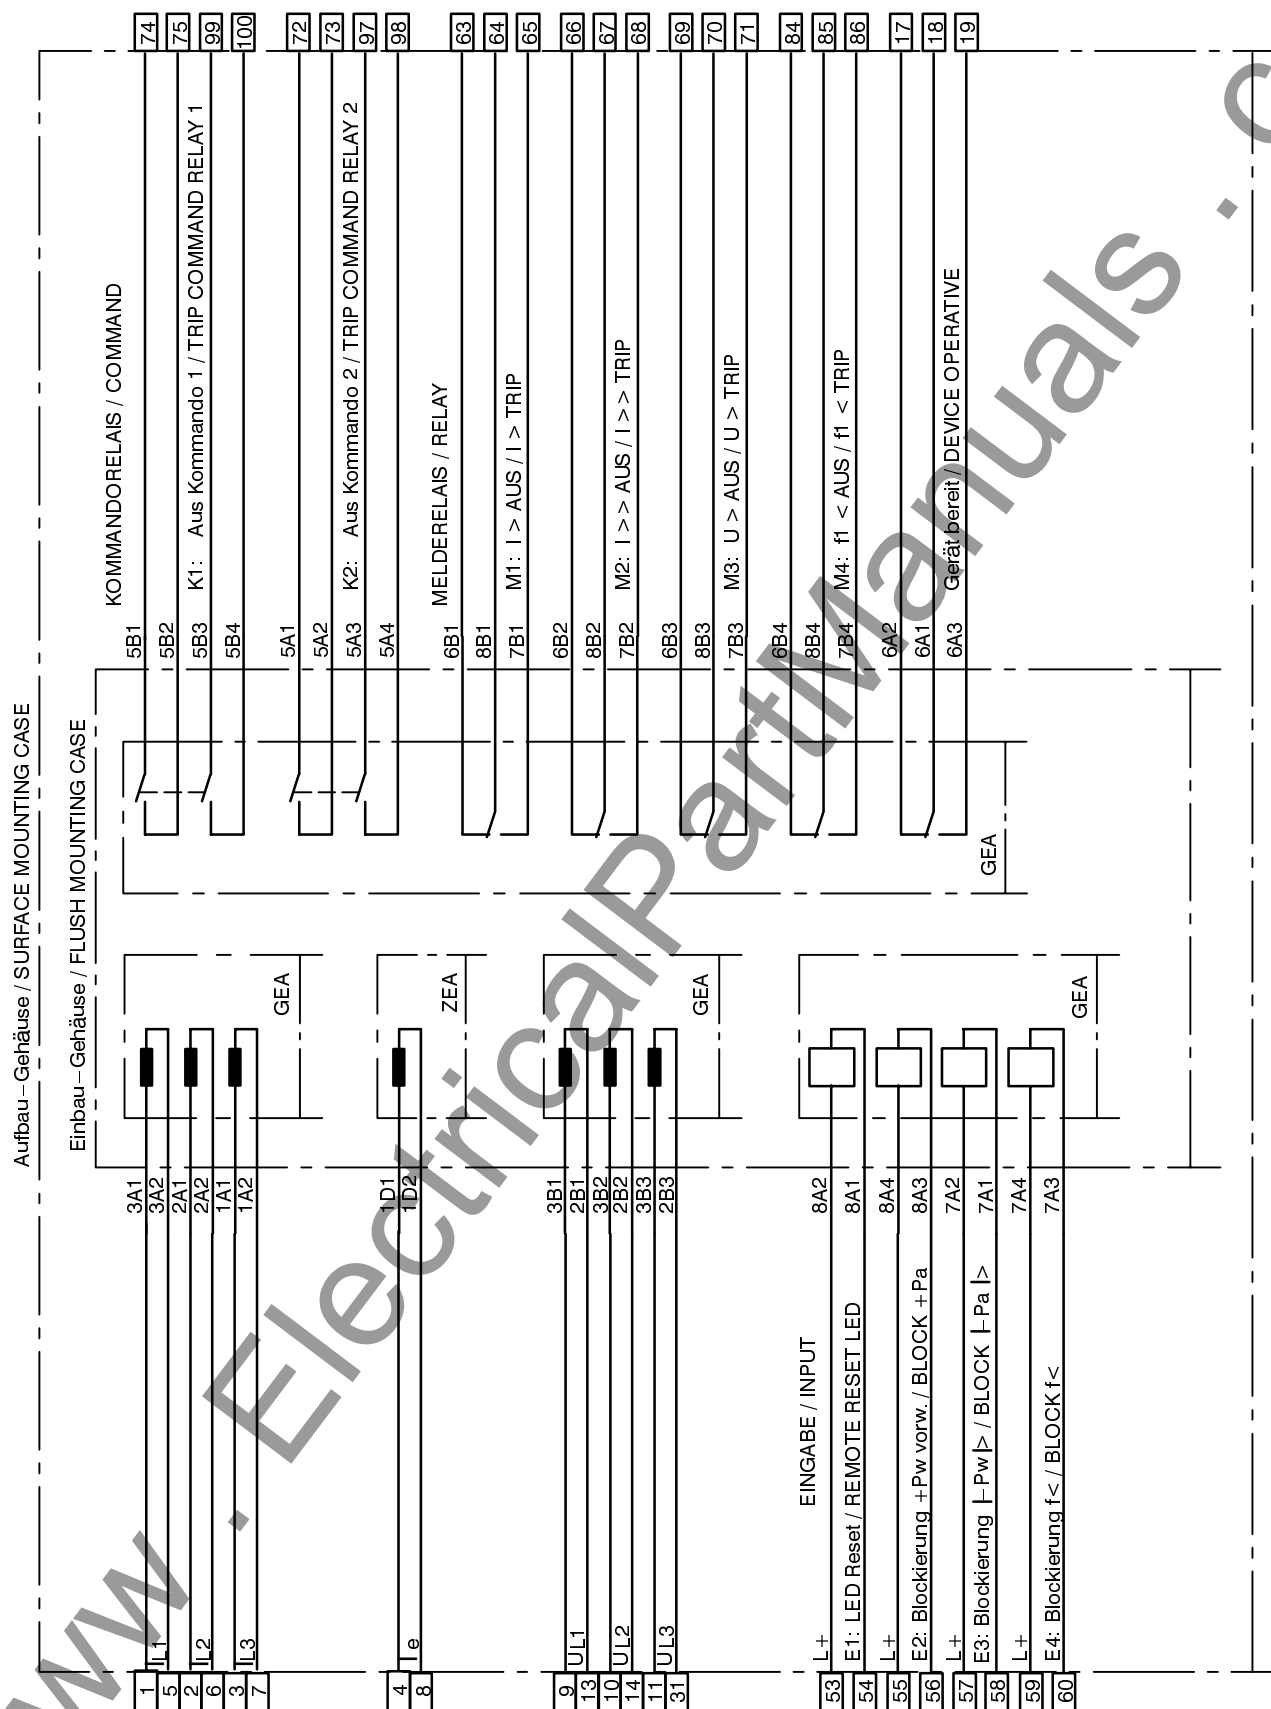 Aufbau–Gehäuse / SURFACE MOUNTING CASE
Einbau–Gehäuse / FLUSH MOUNTING CASE
KOMMANDORELAIS / COMMAND
5B1 74
5B2 75
K1: Aus Kommando 1 / TRIP COMMAND RELAY 1
5B3 99
5B4 100
5A1 72
5A2 73
K2: Aus Kommando 2 / TRIP COMMAND RELAY 2
5A3 97
5A4 98
MELDERELAIS / RELAY
6B1 63
8B1 64
M1: I > AUS / I > TRIP
7B1 65
6B2 66
8B2 67
M2: I >> AUS / I >> TRIP
7B2 68
6B3 69
8B3 70
M3: U > AUS / U > TRIP
7B3 71
6B4 84
8B4 85
M4: f1 < AUS / f1 < TRIP
7B4 86
6A2 17
6A1 18
Gerät bereit / DEVICE OPERATIVE
6A3 19
GEA
1 3A1
IL1
5 3A2
2 2A1
IL2
6 2A2
3 1A1
IL3
7 1A2
GEA
4 1D1
Ie
8 1D2
ZEA
9 3B1
UL1
13 2B1
10 3B2
UL2
14 2B2
11 3B3
UL3
31 2B3
GEA
EINGABE / INPUT
53 L+ 8A2
E1: LED Reset / REMOTE RESET LED
54 8A1
55 L+ 8A4
E2: Blockierung +Pw vorw. / BLOCK +Pa
56 8A3
57 L+ 7A2
E3: Blockierung |–Pw|> / BLOCK |–Pa|>
58 7A1
59 L+ 7A4
E4: Blockierung f< / BLOCK f<
60 7A3
GEA
ww . ElectricalPartManuals . c